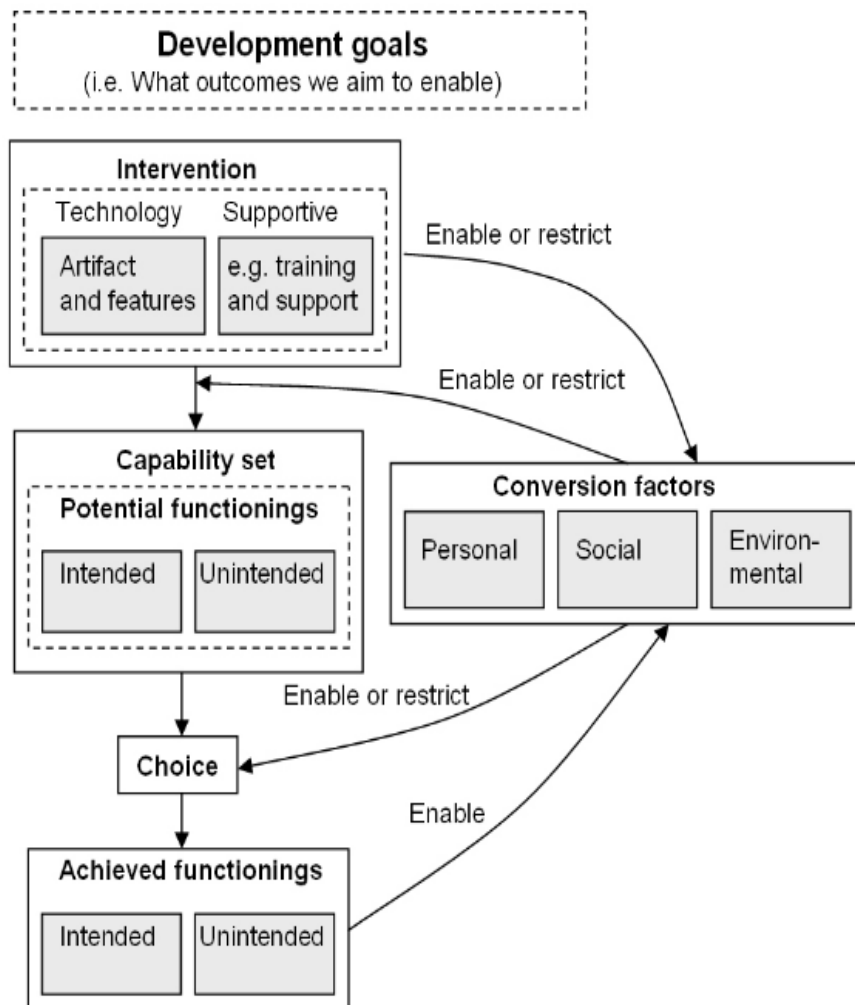 Development goals
(i.e. What outcomes we aim to enable)
Intervention
Technology
Supportive
Artifact
and features
e.g. training
and support
Enable or restrict
Enable or restrict
Capability set
Potential functionings
Intended
Unintended
Conversion factors
Personal
Social
Environ-
mental
Enable or restrict
Choice
Enable
Achieved functionings
Intended
Unintended